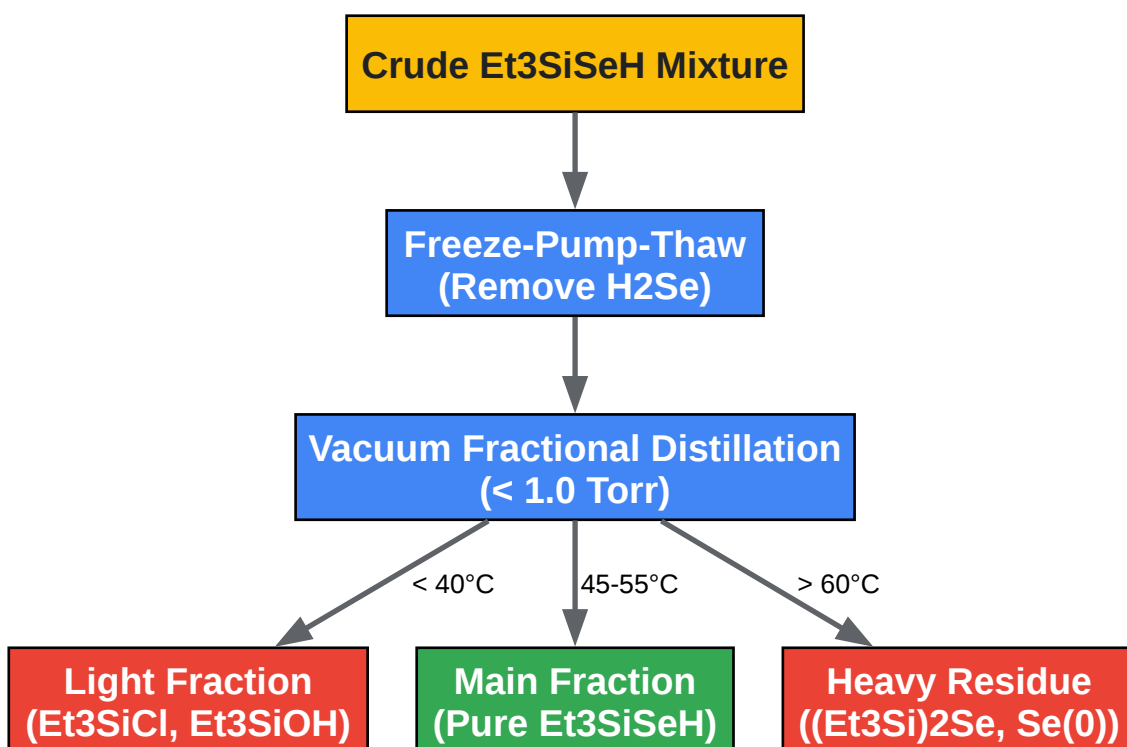 Crude Et3SiSeH Mixture
Freeze-Pump-Thaw
(Remove H2Se)
Vacuum Fractional Distillation
(< 1.0 Torr)
< 40°C
45-55°C
> 60°C
Light Fraction
(Et3SiCl, Et3SiOH)
Main Fraction
(Pure Et3SiSeH)
Heavy Residue
((Et3Si)2Se, Se(0))